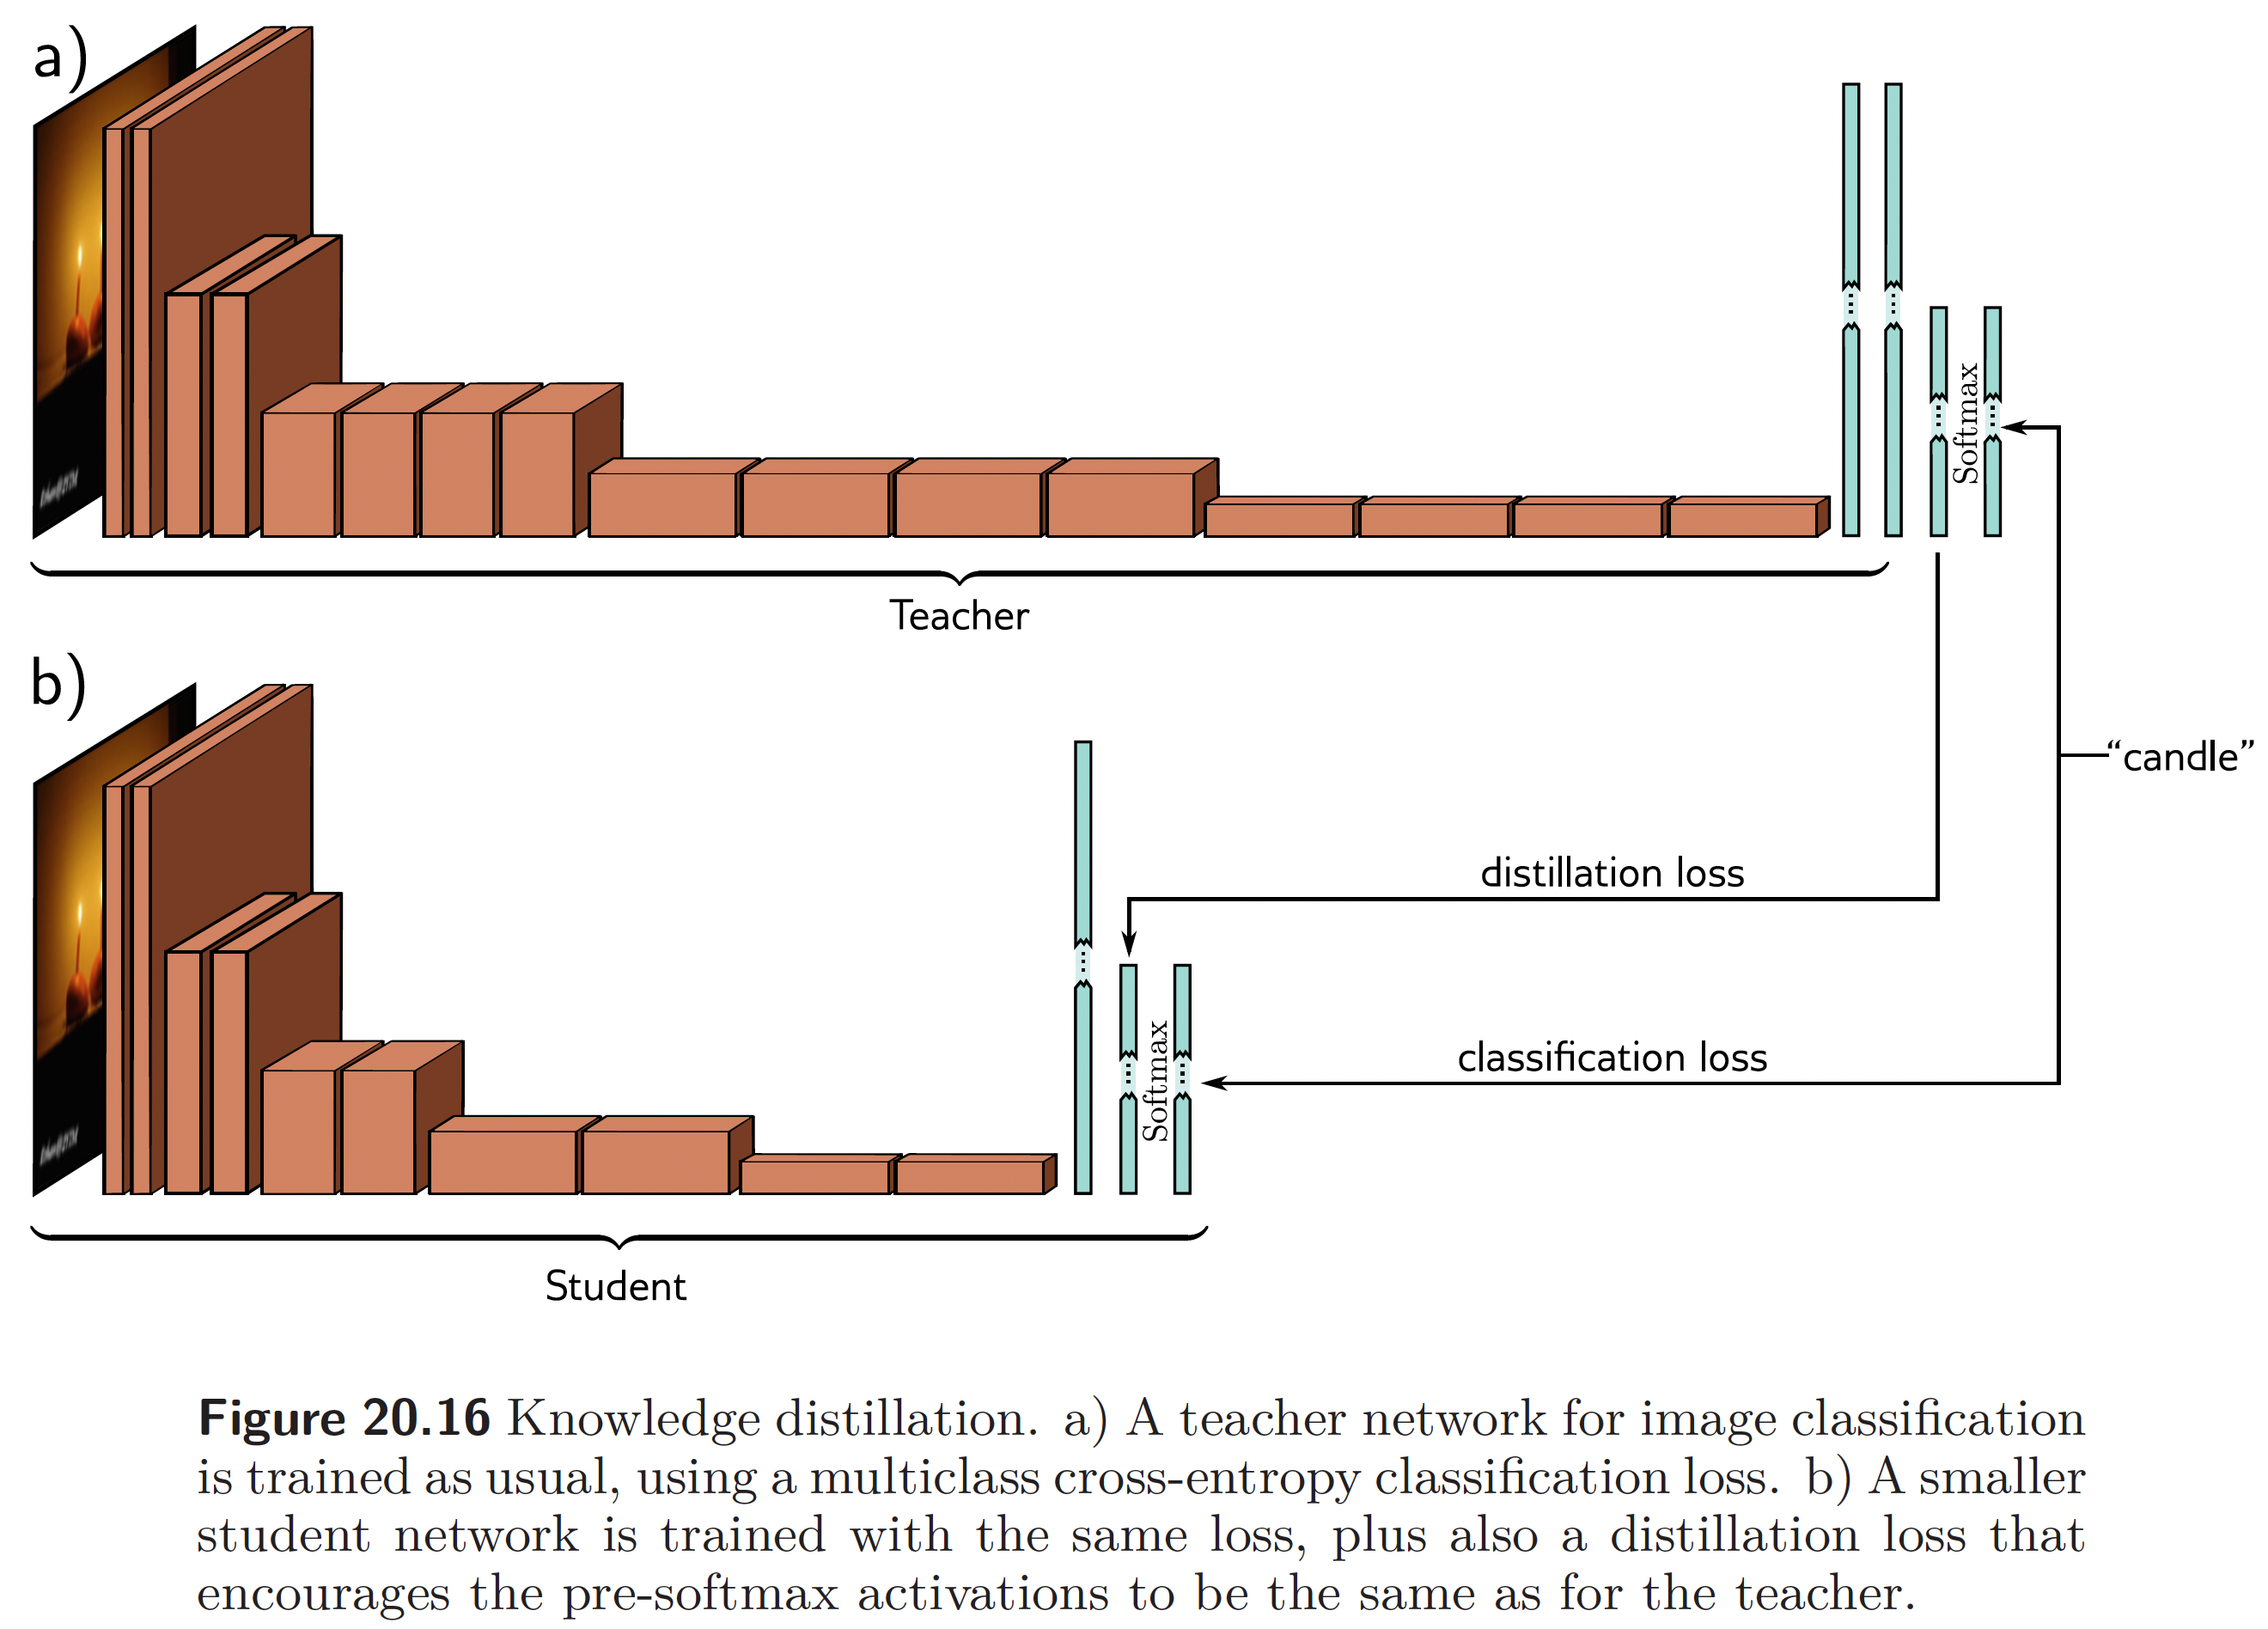 a)
Softmax
Teacher
b)
"candle"
distillation loss
classification loss
Softmax
Student
Figure 20.16 Knowledge distillation. a) A teacher network for image classification
is trained as usual, using a multiclass cross-entropy classification loss. b) A smaller
student network is trained with the same loss, plus also a distillation loss that
encourages the pre-softmax activations to be the same as for the teacher.